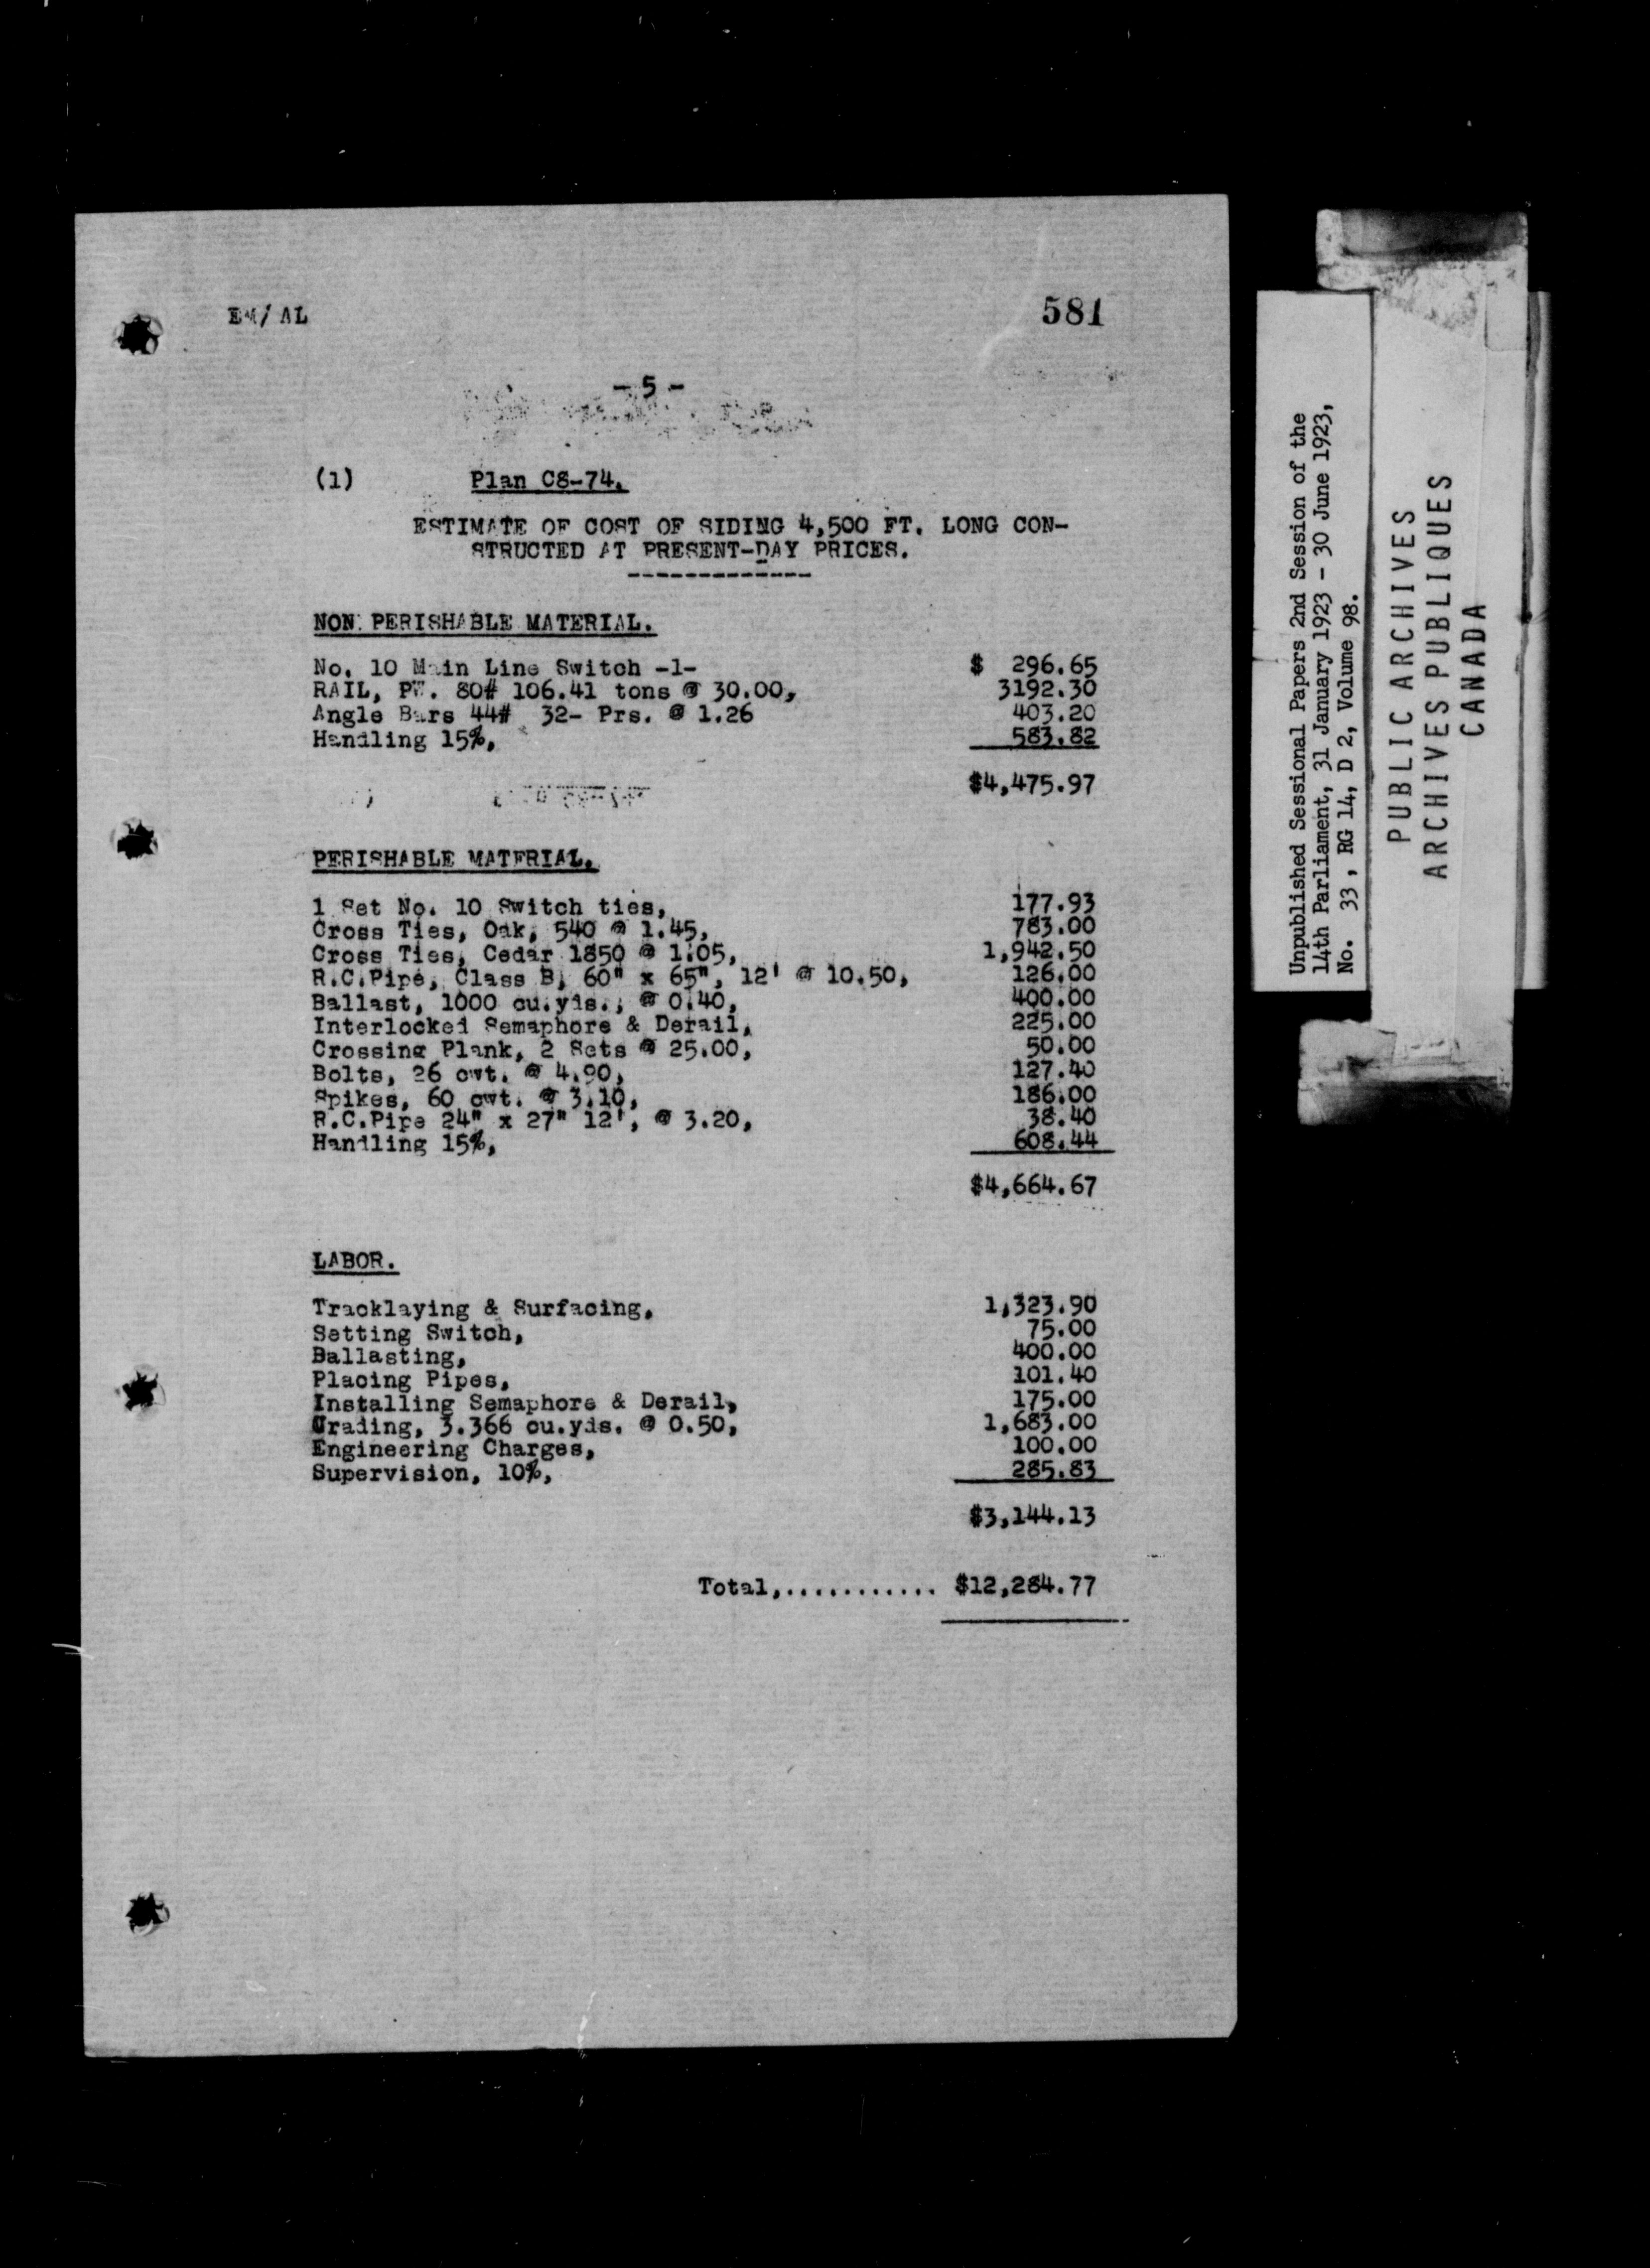 EM/AL
581
- 5 -
(1) Plan C8-74.
ESTIMATE OF COST OF SIDING 4,500 FT. LONG CON-
STRUCTED AT PRESENT-DAY PRICES.
-------------
NON PERISHABLE MATERIAL.
No. 10 Main Line Switch -1- $ 296.65
RAIL, PW. 80# 106.41 tons @ 30.00, 3192.30
Angle Bars 44# 32- Prs. @ 1.26 403.20
Handling 15%, 583.82
$4,475.97
PERISHABLE MATERIAL.
1 Set No. 10 Switch ties, 177.93
Cross Ties, Oak, 540 @ 1.45, 783.00
Cross Ties, Cedar 1850 @ 1.05, 1,942.50
R.C.Pipe, Class B, 60" x 65", 12' @ 10.50, 126.00
Ballast, 1000 cu.yds., @ 0.40, 400.00
Interlocked Semaphore & Derail, 225.00
Crossing Plank, 2 Sets @ 25.00, 50.00
Bolts, 26 cwt. @ 4.90, 127.40
Spikes, 60 cwt. @ 3.10, 186.00
R.C.Pipe 24" x 27" 12', @ 3.20, 38.40
Handling 15%, 608.44
$4,664.67
LABOR.
Tracklaying & Surfacing, 1,323.90
Setting Switch, 75.00
Ballasting, 400.00
Placing Pipes, 101.40
Installing Semaphore & Derail, 175.00
Grading, 3.366 cu.yds. @ 0.50, 1,683.00
Engineering Charges, 100.00
Supervision, 10%, 285.83
$3,144.13
Total,........... $12,284.77
Unpublished Sessional Papers 2nd Session of the
14th Parliament, 31 January 1923 - 30 June 1923,
No. 33 , RG 14, D 2, Volume 98.
PUBLIC ARCHIVES
ARCHIVES PUBLIQUES
CANADA